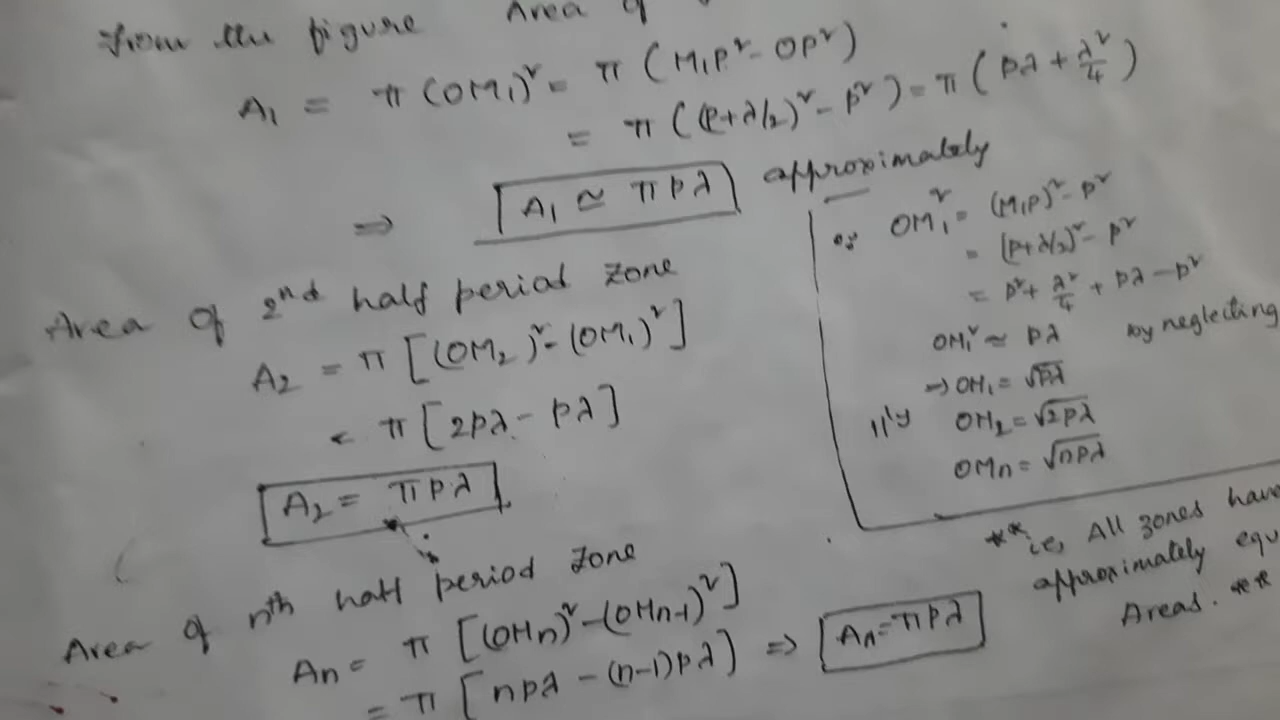 From the figure Area of
A₁ = π (OM₁)² = π (M₁P² - OP²)
= π ((P+λ/2)² - P²) = π (Pλ + λ²/4)
⇒ A₁ ≃ πPλ approximately
Area of 2nd half period zone
A₂ = π [(OM₂)² - (OM₁)²]
= π [2Pλ - Pλ]
A₂ = πPλ
Area of nth half period zone
An = π [(OMn)² - (OMn-1)²]
= π [nPλ - (n-1)Pλ] ⇒ An = πPλ
OM₁² = (M₁P)² - P²
= (P+λ/2)² - P²
= P² + λ²/4 + Pλ - P²
OM₁² ≃ Pλ by neglecting
⇒ OM₁ = √Pλ
|||ly OM₂ = √2Pλ
OMn = √nPλ
** ie, All zones have
approximately equ
Areas. **